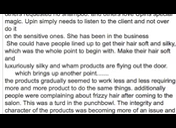 magic. Upin simply needs to listen to the client and not over
do it
on the sensitive ones. She has been in the business
She could have people lined up to get their hair soft and silky,
which was the whole point to begin with. Make their hair soft
and
luxuriously silky and wham products are flying out the door.
which brings up another point.......
the products gradually seemed to work less and less requiring
more and more product to do the same things. additionally
people were complaining about frizzy hair after coming to the
salon. This was a turd in the punchbowl. The integrity and
character of the products was becoming more of an issue and